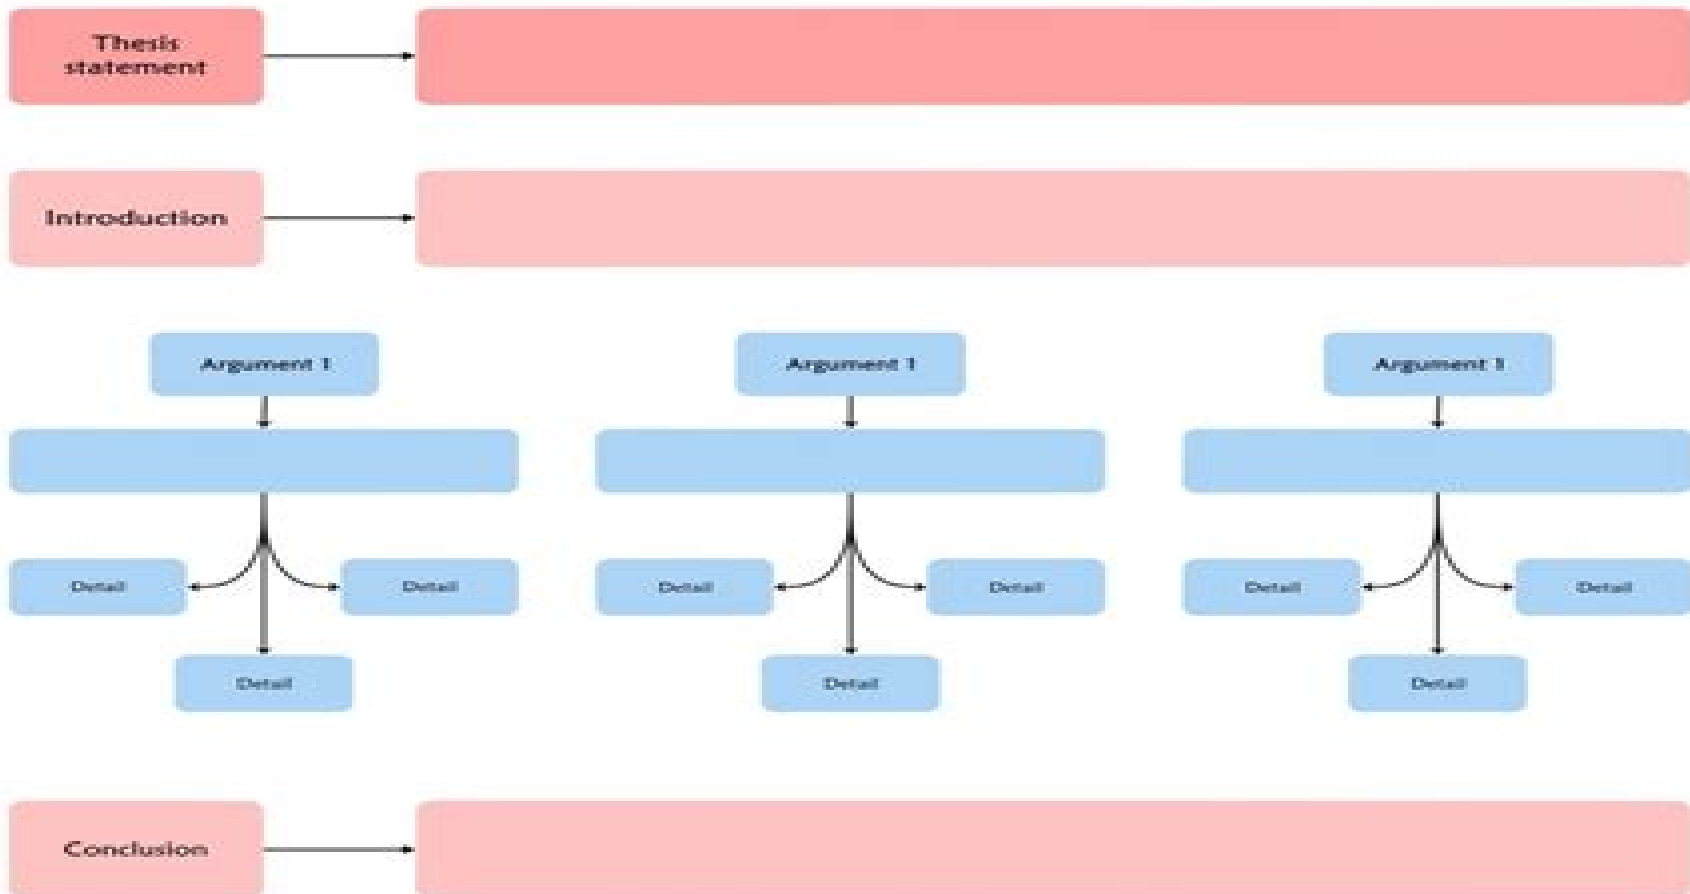 Thesis
statement
Introduction
Argument 1
Argument 1
Argument 1
Detail
Detail
Detail
Detail
Detail
Detail
Detail
Detail
Detail
Conclusion